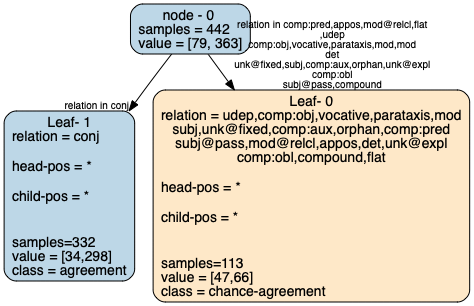 node - 0
samples = 442
value = [79, 363]
relation in comp:pred,appos,mod@relcl,flat
,udep
comp:obj,vocative,parataxis,mod,mod
det
unk@fixed,subj,comp:aux,orphan,unk@expl
comp:obl
subj@pass,compound
relation in conj
Leaf- 1
relation = conj
head-pos = *
child-pos = *
samples=332
value = [34,298]
class = agreement
Leaf- 0
relation = udep,comp:obj,vocative,parataxis,mod
subj,unk@fixed,comp:aux,orphan,comp:pred
subj@pass,mod@relcl,appos,det,unk@expl
comp:obl,compound,flat
head-pos = *
child-pos = *
samples=113
value = [47,66]
class = chance-agreement